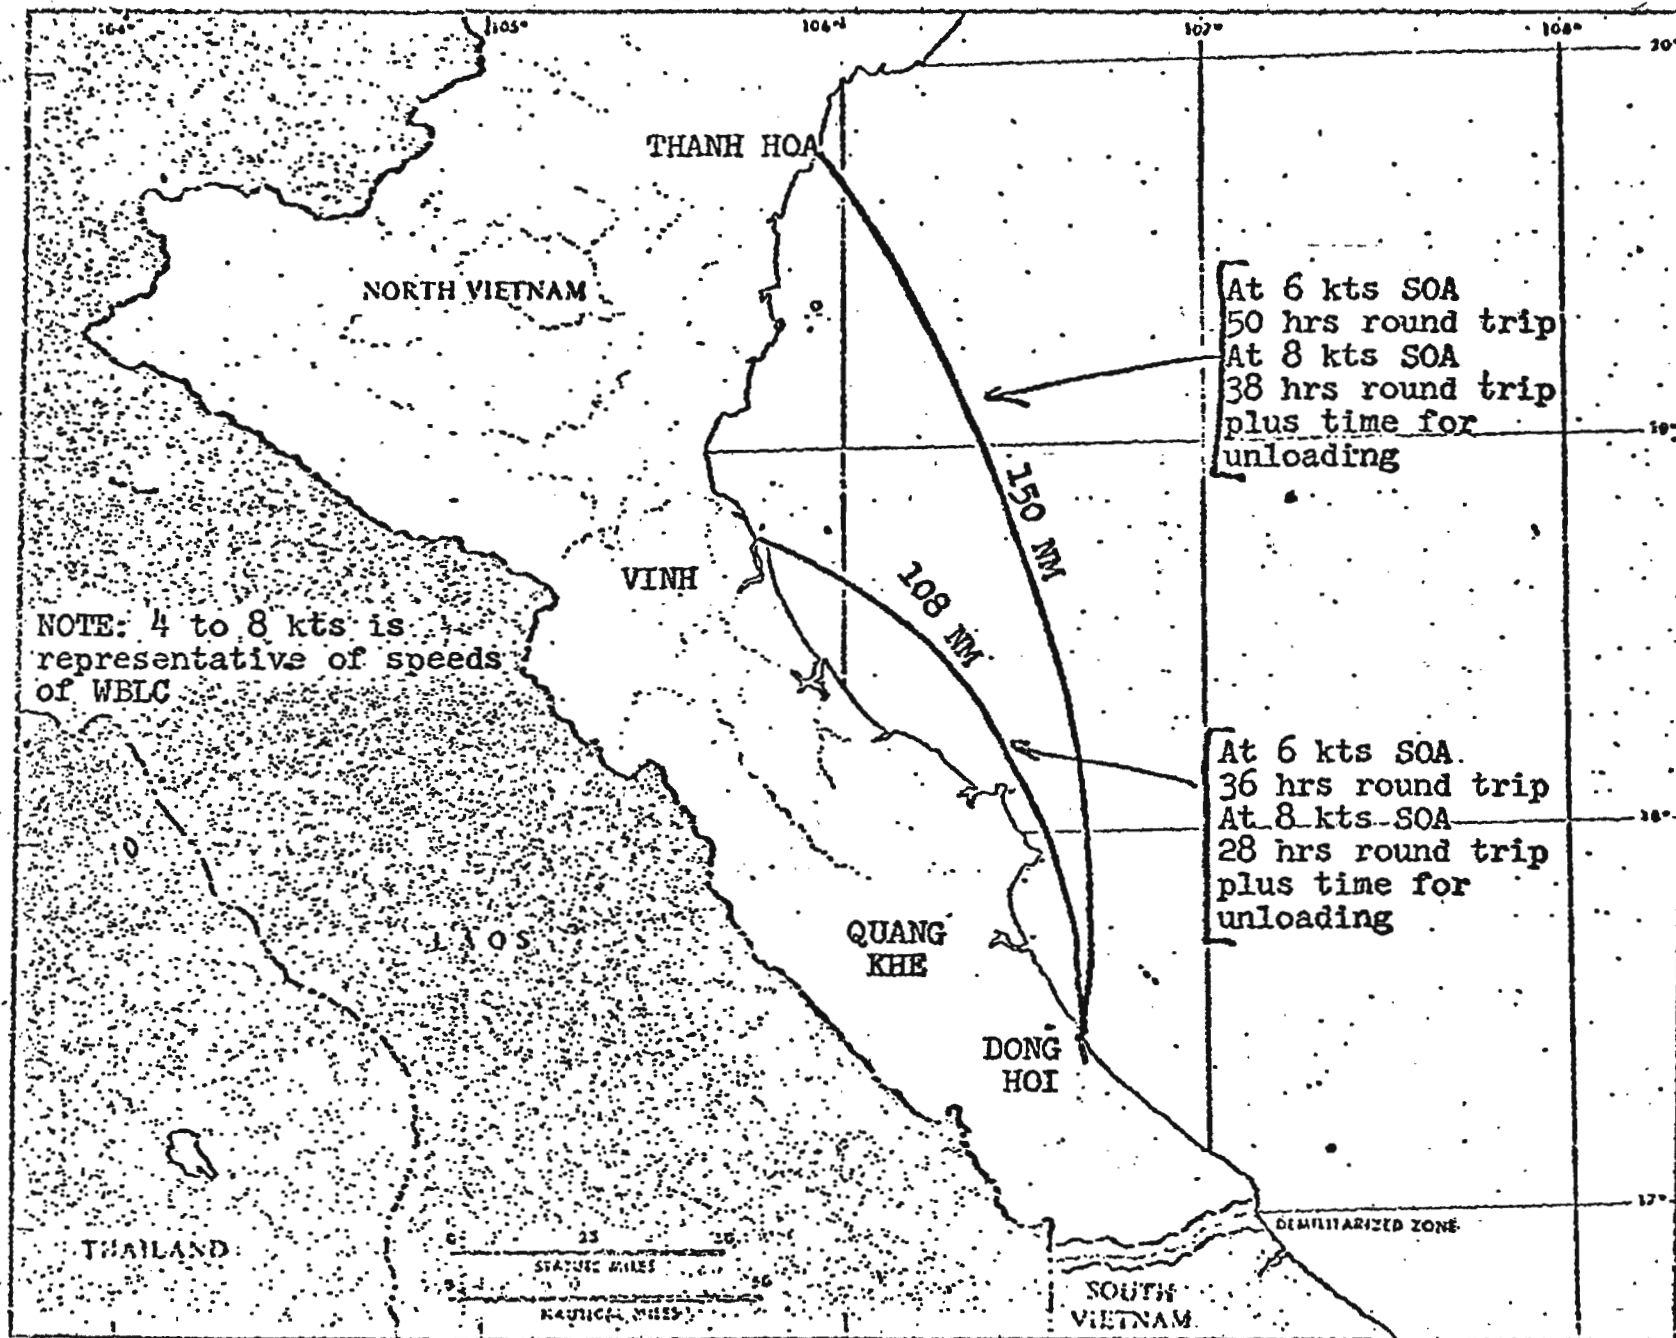 105°
106°
107°
108°
20°
THANH HOA
NORTH VIETNAM
At 6 kts SOA
50 hrs round trip
At 8 kts SOA
38 hrs round trip
plus time for
unloading
19°
150 NM
VINH
108 NM
NOTE: 4 to 8 kts is
representative of speeds
of WBLC
At 6 kts SOA.
36 hrs round trip
At 8 kts SOA
28 hrs round trip
plus time for
unloading
18°
LAOS
QUANG
KHE
DONG
HOI
17°
DEMILITARIZED ZONE
THAILAND
STATUTE MILES
NAUTICAL MILES
SOUTH
VIETNAM